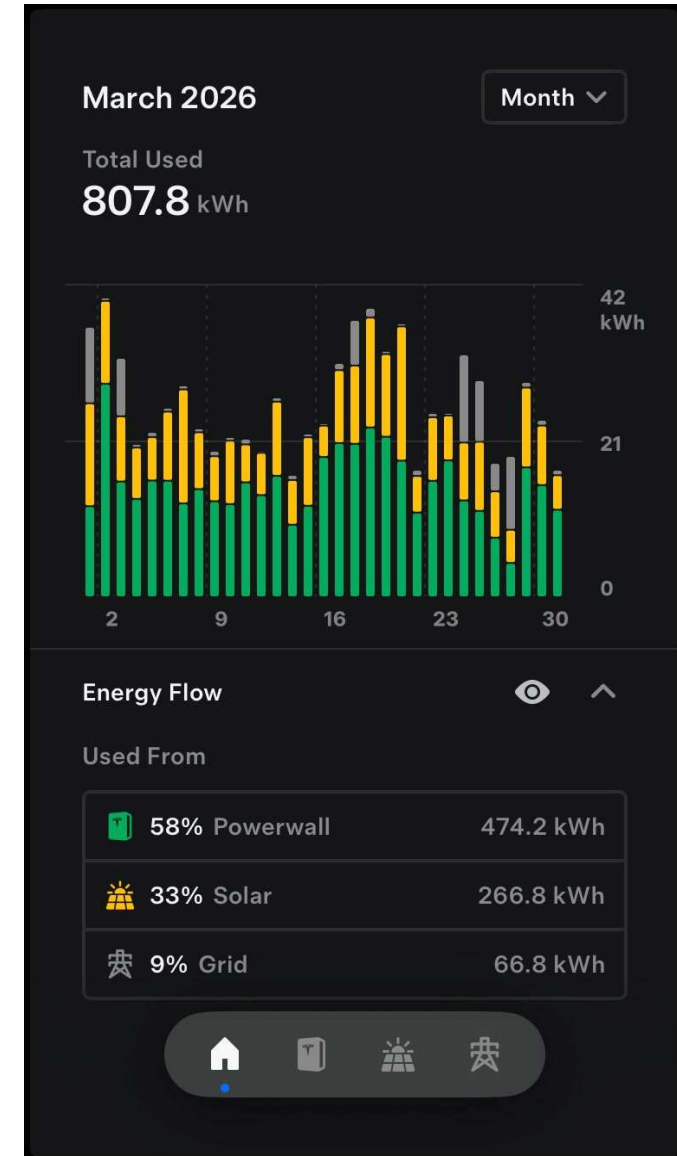 March 2026
Month
Total Used
807.8 kWh
42
kWh
21
0
2 9 16 23 30
Energy Flow
Used From
58% Powerwall 474.2 kWh
33% Solar 266.8 kWh
9% Grid 66.8 kWh